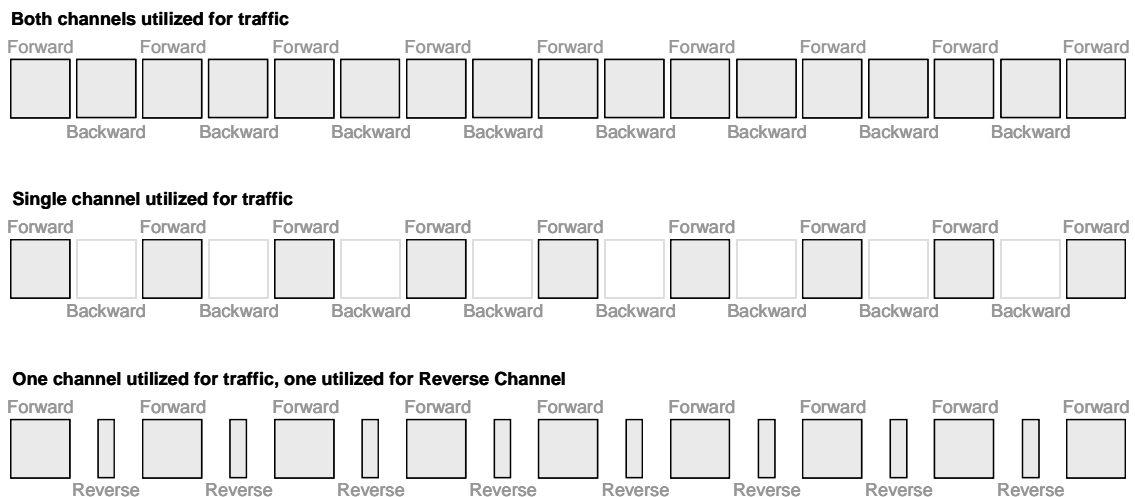 Both channels utilized for traffic
Forward Forward Forward Forward Forward Forward Forward Forward Forward
Backward Backward Backward Backward Backward Backward Backward Backward
Single channel utilized for traffic
Forward Forward Forward Forward Forward Forward Forward Forward Forward
Backward Backward Backward Backward Backward Backward Backward Backward
One channel utilized for traffic, one utilized for Reverse Channel
Forward Forward Forward Forward Forward Forward Forward Forward Forward
Reverse Reverse Reverse Reverse Reverse Reverse Reverse Reverse